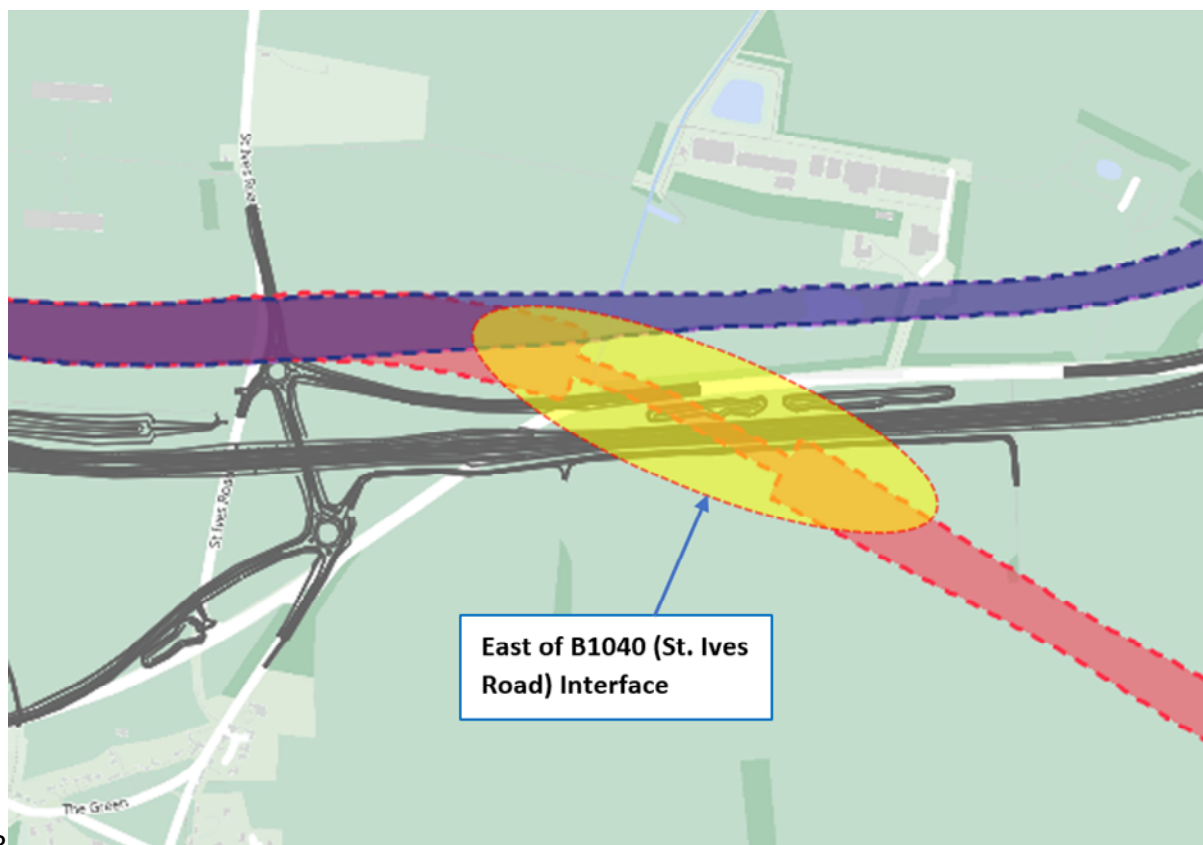 St Ives Road
St Ives Road
East of B1040 (St. Ives
Road) Interface
The Green